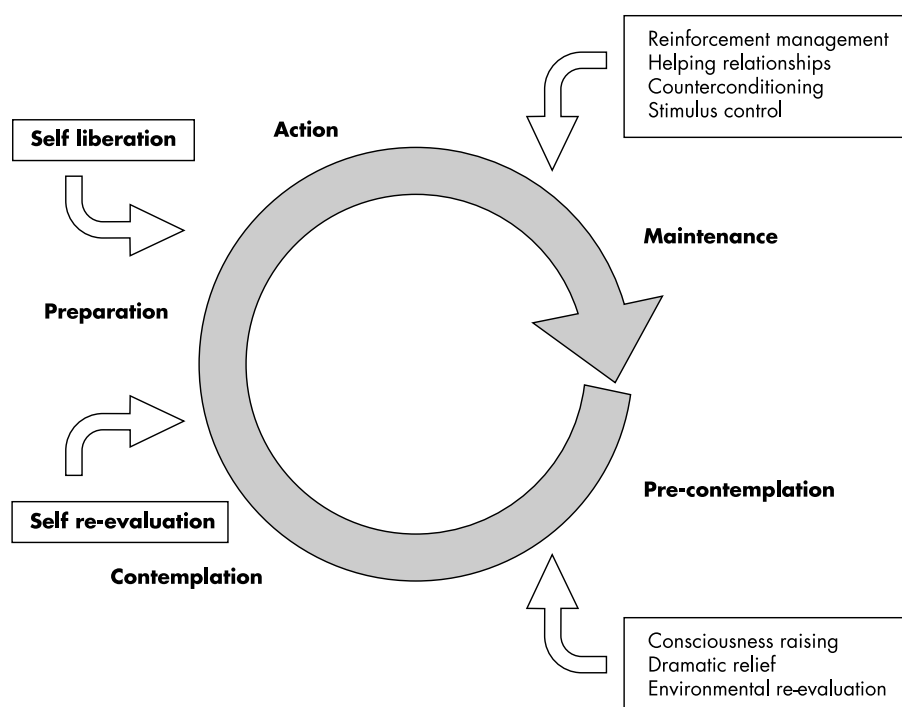 Reinforcement management
Helping relationships
Counterconditioning
Stimulus control
Action
Self liberation
Maintenance
Preparation
Pre-contemplation
Self re-evaluation
Contemplation
Consciousness raising
Dramatic relief
Environmental re-evaluation